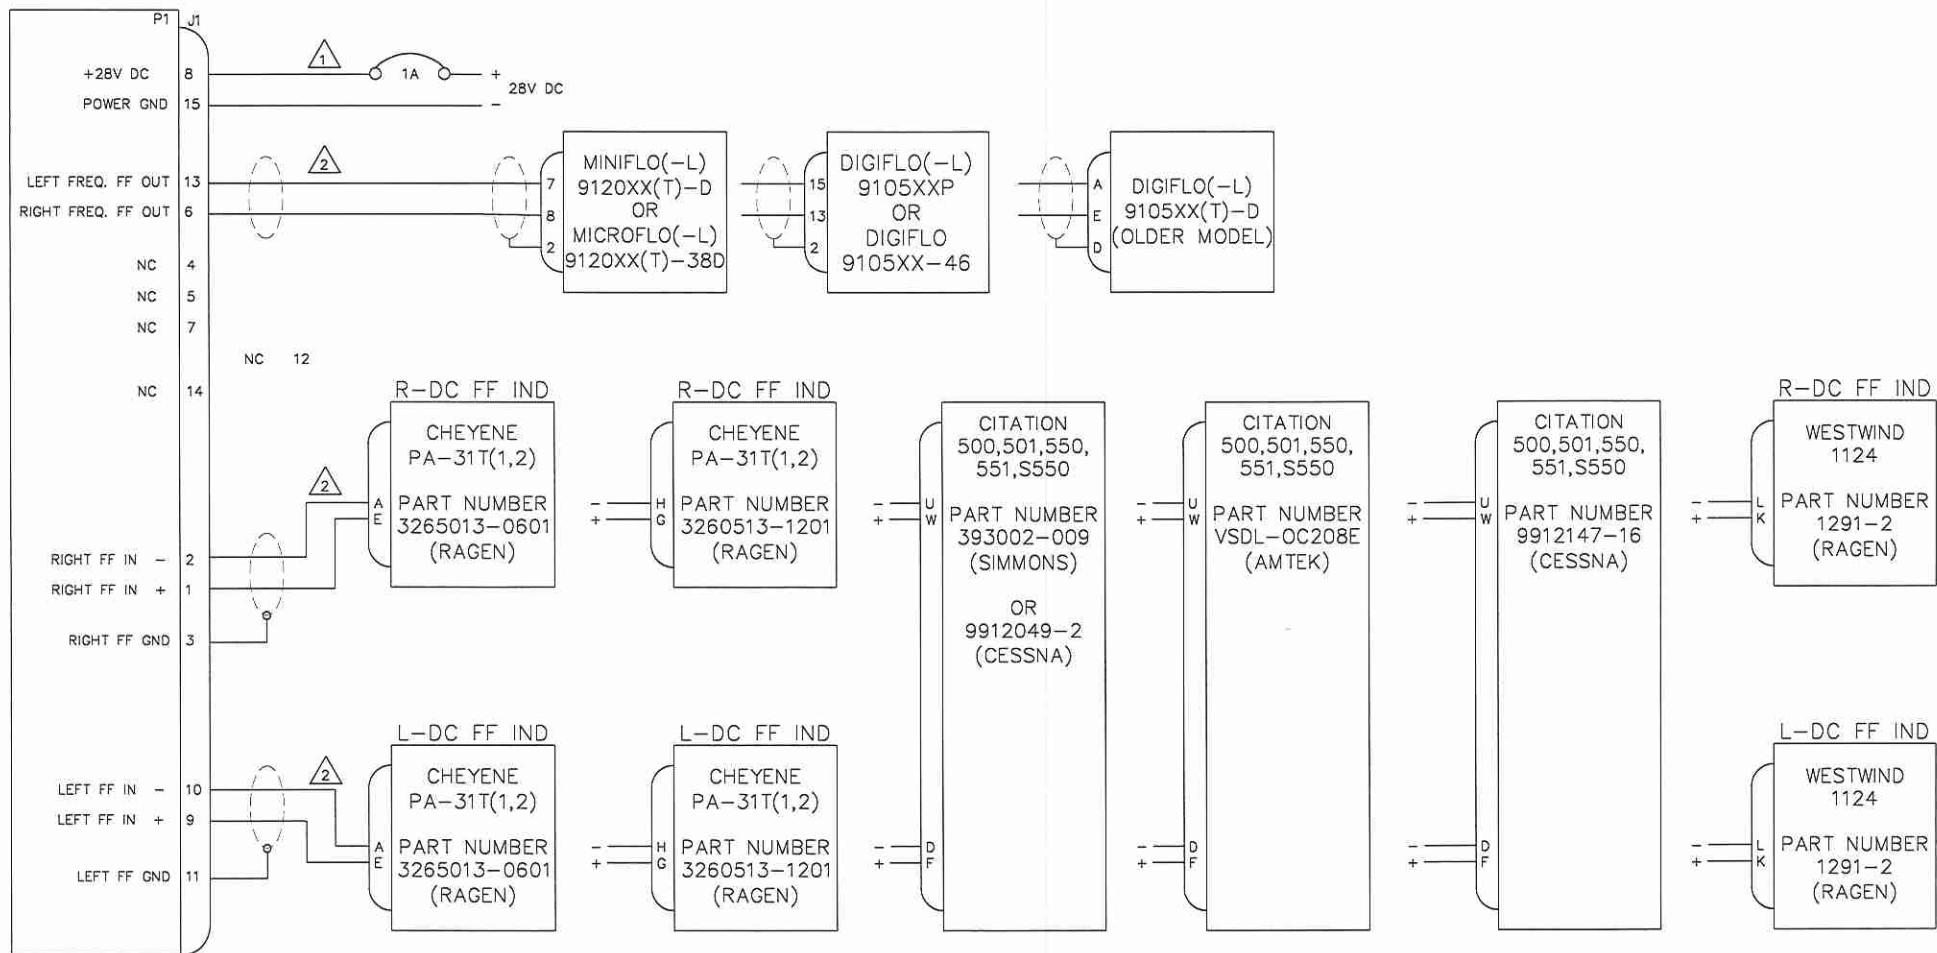 P1 J1
+28V DC 8
1
1A
+
28V DC
POWER GND 15
-
LEFT FREQ. FF OUT 13
2
RIGHT FREQ. FF OUT 6
7
8
2
MINIFLO(-L)
9120XX(T)-D
OR
MICROFLO(-L)
9120XX(T)-38D
15
13
2
DIGIFLO(-L)
9105XXP
OR
DIGIFLO
9105XX-46
A
E
D
DIGIFLO(-L)
9105XX(T)-D
(OLDER MODEL)
NC 4
NC 5
NC 7
NC 12
NC 14
R-DC FF IND
2
A
E
CHEYENE
PA-31T(1,2)
PART NUMBER
3265013-0601
(RAGEN)
R-DC FF IND
- H
+ G
CHEYENE
PA-31T(1,2)
PART NUMBER
3260513-1201
(RAGEN)
- U
+ W
CITATION
500,501,550,
551,S550
PART NUMBER
393002-009
(SIMMONS)
OR
9912049-2
(CESSNA)
- U
+ W
CITATION
500,501,550,
551,S550
PART NUMBER
VSDL-OC208E
(AMTEK)
- U
+ W
CITATION
500,501,550,
551,S550
PART NUMBER
9912147-16
(CESSNA)
R-DC FF IND
- L
+ K
WESTWIND
1124
PART NUMBER
1291-2
(RAGEN)
RIGHT FF IN - 2
RIGHT FF IN + 1
RIGHT FF GND 3
LEFT FF IN - 10
LEFT FF IN + 9
LEFT FF GND 11
L-DC FF IND
2
A
E
CHEYENE
PA-31T(1,2)
PART NUMBER
3265013-0601
(RAGEN)
L-DC FF IND
- H
+ G
CHEYENE
PA-31T(1,2)
PART NUMBER
3260513-1201
(RAGEN)
- D
+ F
- D
+ F
- D
+ F
L-DC FF IND
- L
+ K
WESTWIND
1124
PART NUMBER
1291-2
(RAGEN)